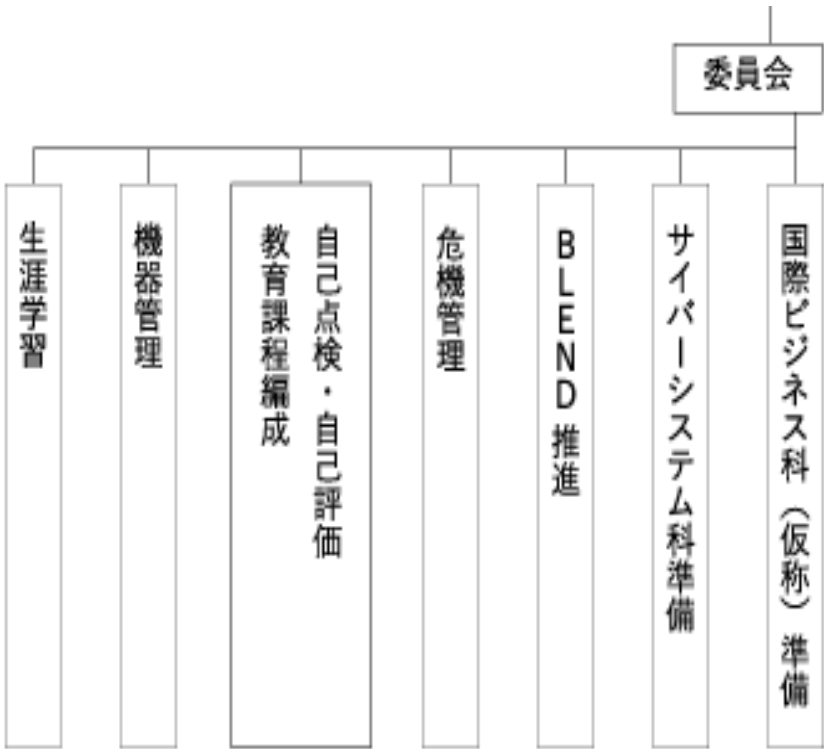 委員会
国際ビジネス科（仮称）準備
サイバーシステム科準備
BLEND推進
危機管理
自己点検・自己評価
教育課程編成
機器管理
生涯学習